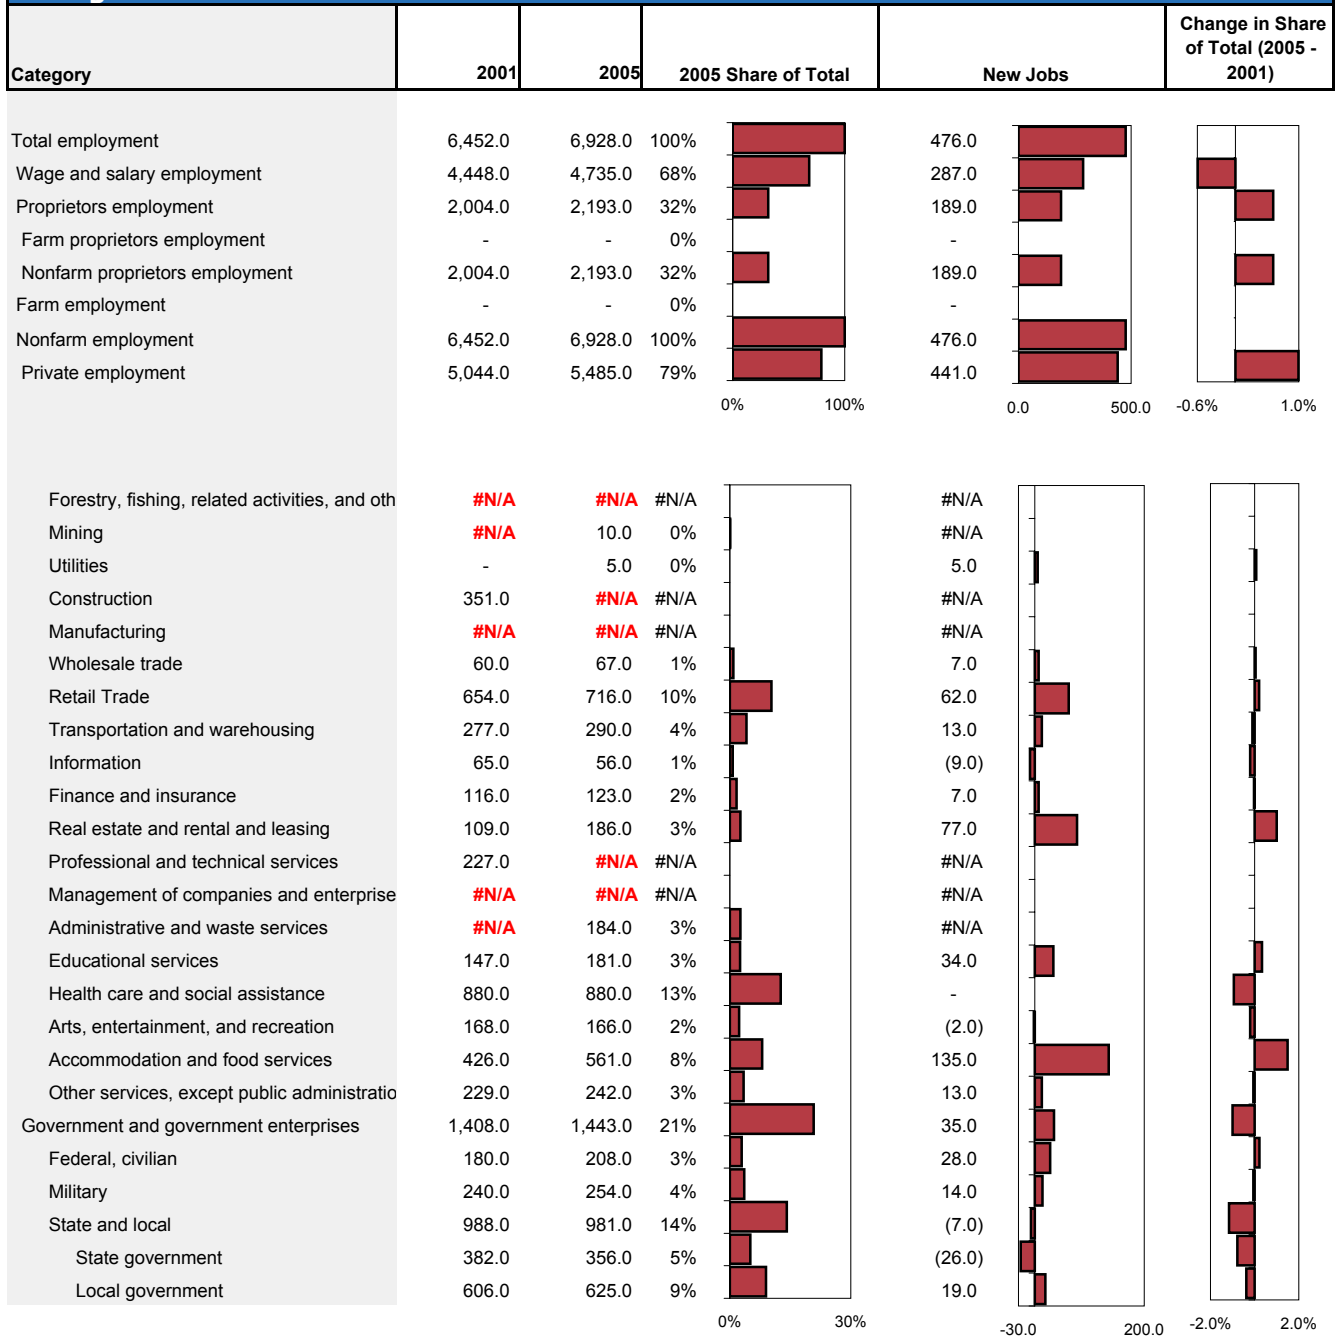 Change in Share
of Total (2005 -
Category 2001 2005 2005 Share of Total New Jobs 2001)
Total employment 6,452.0 6,928.0 100% 476.0
Wage and salary employment 4,448.0 4,735.0 68% 287.0
Proprietors employment 2,004.0 2,193.0 32% 189.0
Farm proprietors employment - - 0% -
Nonfarm proprietors employment 2,004.0 2,193.0 32% 189.0
Farm employment - - 0% -
Nonfarm employment 6,452.0 6,928.0 100% 476.0
Private employment 5,044.0 5,485.0 79% 441.0
0% 100% 0.0 500.0 -0.6% 1.0%
Forestry, fishing, related activities, and oth #N/A #N/A #N/A #N/A
Mining #N/A 10.0 0% #N/A
Utilities - 5.0 0% 5.0
Construction 351.0 #N/A #N/A #N/A
Manufacturing #N/A #N/A #N/A #N/A
Wholesale trade 60.0 67.0 1% 7.0
Retail Trade 654.0 716.0 10% 62.0
Transportation and warehousing 277.0 290.0 4% 13.0
Information 65.0 56.0 1% (9.0)
Finance and insurance 116.0 123.0 2% 7.0
Real estate and rental and leasing 109.0 186.0 3% 77.0
Professional and technical services 227.0 #N/A #N/A #N/A
Management of companies and enterprise #N/A #N/A #N/A #N/A
Administrative and waste services #N/A 184.0 3% #N/A
Educational services 147.0 181.0 3% 34.0
Health care and social assistance 880.0 880.0 13% -
Arts, entertainment, and recreation 168.0 166.0 2% (2.0)
Accommodation and food services 426.0 561.0 8% 135.0
Other services, except public administratio 229.0 242.0 3% 13.0
Government and government enterprises 1,408.0 1,443.0 21% 35.0
Federal, civilian 180.0 208.0 3% 28.0
Military 240.0 254.0 4% 14.0
State and local 988.0 981.0 14% (7.0)
State government 382.0 356.0 5% (26.0)
Local government 606.0 625.0 9% 19.0
0% 30% -30.0 200.0 -2.0% 2.0%